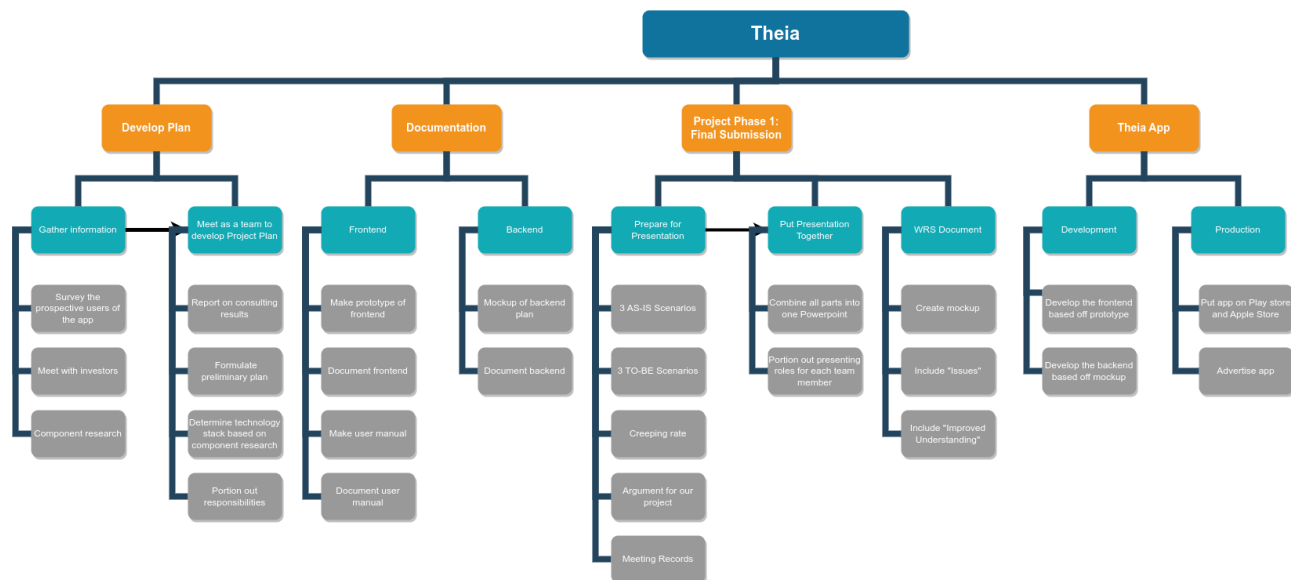 Theia
Develop Plan
Documentation
Project Phase 1:
Final Submission
Theia App
Gather information
Meet as a team to
develop Project Plan
Frontend
Backend
Prepare for
Presentation
Put Presentation
Together
WRS Document
Development
Production
Survey the
prospective users of
the app
Meet with investors
Component research
Report on consulting
results
Formulate
preliminary plan
Determine technology
stack based on
component research
Portion out
responsibilities
Make prototype of
frontend
Document frontend
Make user manual
Document user
manual
Mockup of backend
plan
Document backend
3 AS-IS Scenarios
3 TO-BE Scenarios
Creeping rate
Argument for our
project
Meeting Records
Combine all parts into
one Powerpoint
Portion out presenting
roles for each team
member
Create mockup
Include "Issues"
Include "Improved
Understanding"
Develop the frontend
based off prototype
Develop the backend
based off mockup
Put app on Play store
and Apple Store
Advertise app